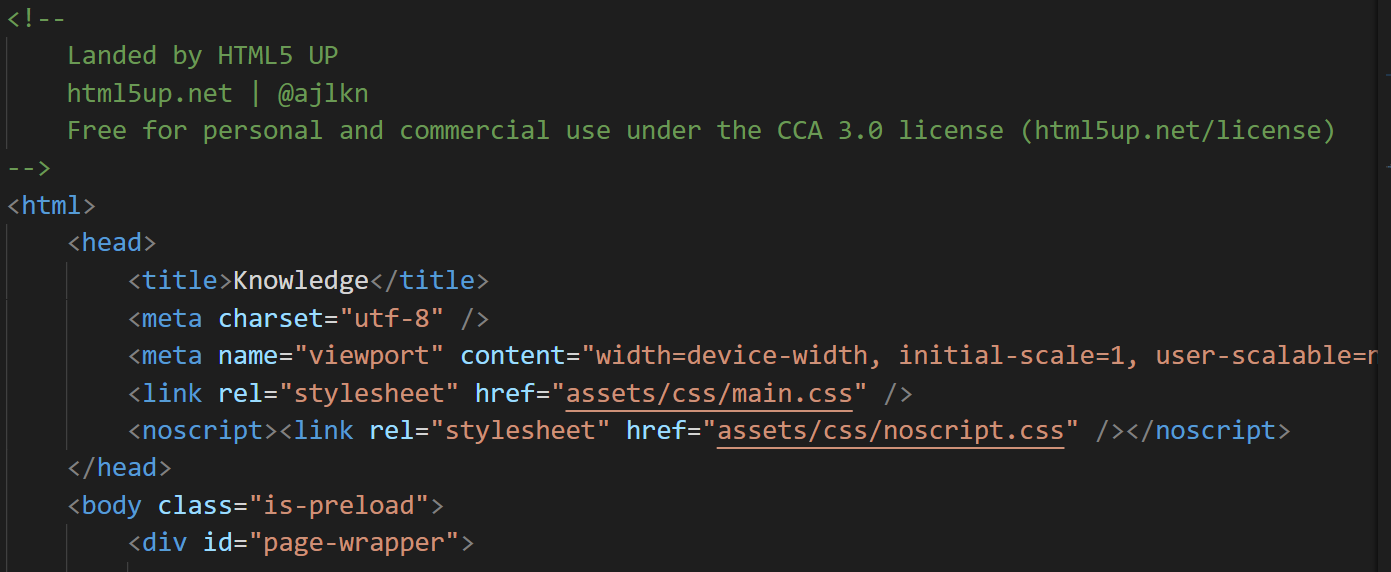 <!--
Landed by HTML5 UP
html5up.net | @ajlkn
Free for personal and commercial use under the CCA 3.0 license (html5up.net/license)
-->
<html>
<head>
<title>Knowledge</title>
<meta charset="utf-8" />
<meta name="viewport" content="width=device-width, initial-scale=1, user-scalable=n
<link rel="stylesheet" href="assets/css/main.css" />
<noscript><link rel="stylesheet" href="assets/css/noscript.css" /></noscript>
</head>
<body class="is-preload">
<div id="page-wrapper">